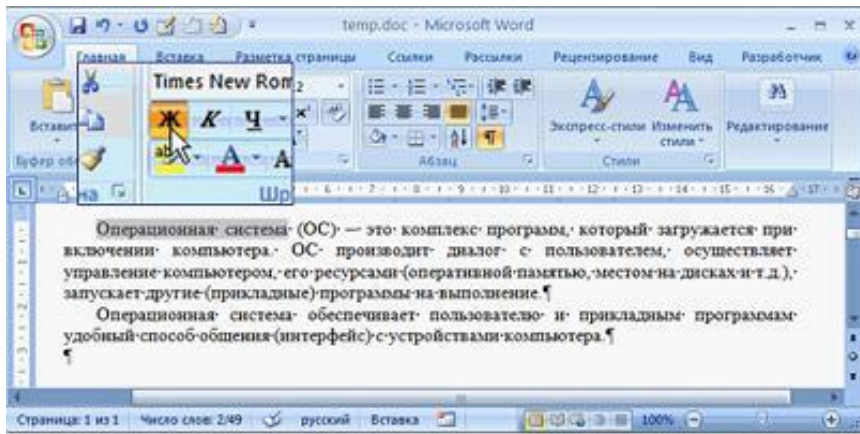 temp.doc - Microsoft Word
Главная Вставка Разметка страницы Ссылки Рассылки Рецензирование Вид Разработчик
Times New Rom
Ж К Ч
Экспресс-стили Изменить стили Редактирование
Абзац Стили
Шр
Операционная система (ОС) — это комплекс программ, который загружается при
включении компьютера. ОС производит диалог с пользователем, осуществляет
управление компьютером, его ресурсами (оперативной памятью, местом на дисках и т.д.),
запускает другие (прикладные) программы на выполнение.¶
Операционная система обеспечивает пользователю и прикладным программам
удобный способ общения (интерфейс) с устройствами компьютера.¶
¶
Страница: 1 из 1 Число слов: 2/49 русский Вставка 100%